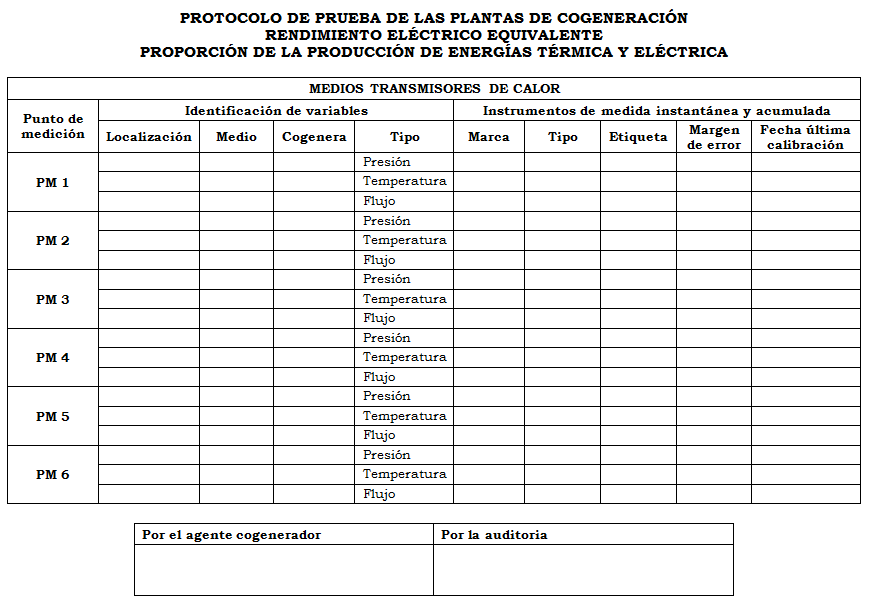 PROTOCOLO DE PRUEBA DE LAS PLANTAS DE COGENERACIÓN
RENDIMIENTO ELÉCTRICO EQUIVALENTE
PROPORCIÓN DE LA PRODUCCIÓN DE ENERGÍAS TÉRMICA Y ELÉCTRICA
MEDIOS TRANSMISORES DE CALOR
Punto de medición
Identificación de variables
Instrumentos de medida instantánea y acumulada
Localización Medio Cogenera Tipo Marca Tipo Etiqueta Margen de error Fecha última calibración
PM 1
Presión
Temperatura
Flujo
PM 2
Presión
Temperatura
Flujo
PM 3
Presión
Temperatura
Flujo
PM 4
Presión
Temperatura
Flujo
PM 5
Presión
Temperatura
Flujo
PM 6
Presión
Temperatura
Flujo
Por el agente cogenerador Por la auditoria